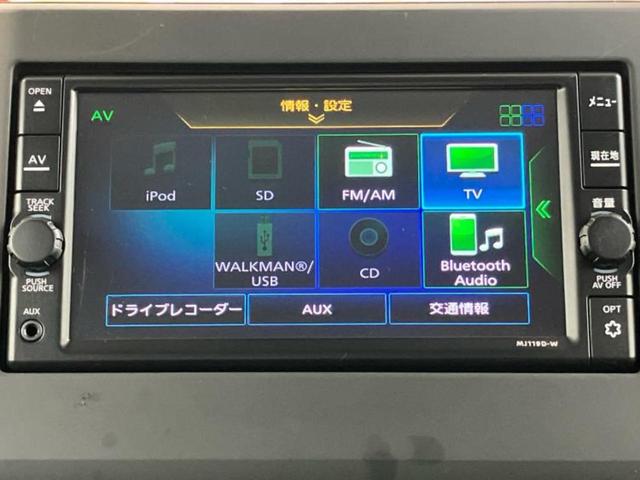 OPEN
AV
TRACK
SEEK
PUSH
SOURCE
AUX
AV
情報・設定
iPod
SD
FM/AM
TV
WALKMAN®/
USB
CD
Bluetooth
Audio
ドライブレコーダー
AUX
交通情報
メニュー
現在地
音量
PUSH
AV OFF
OPT
MJ119D-W